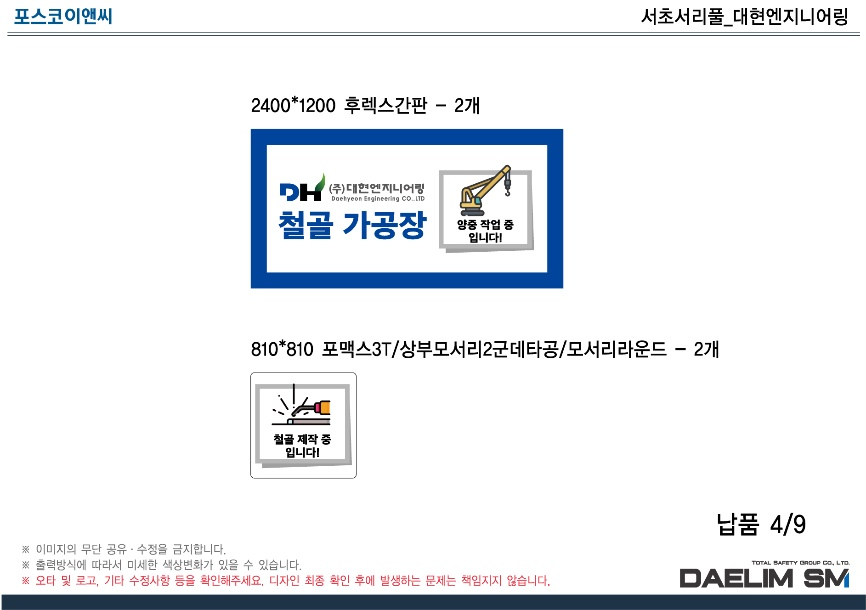 포스코이앤씨
서초서리풀_대현엔지니어링
2400*1200 후렉스간판 - 2개
DH (주)대현엔지니어링
Daehyeon Engineering CO.,LTD
철골 가공장
양중 작업 중
입니다!
810*810 포맥스3T/상부모서리2군데타공/모서리라운드 - 2개
철골 제작 중
입니다!
납품 4/9
※ 이미지의 무단 공유·수정을 금지합니다.
※ 출력방식에 따라서 미세한 색상변화가 있을 수 있습니다.
※ 오타 및 로고, 기타 수정사항 등을 확인해주세요. 디자인 최종 확인 후에 발생하는 문제는 책임지지 않습니다.
TOTAL SAFETY GROUP CO., LTD.
DAELIM SM